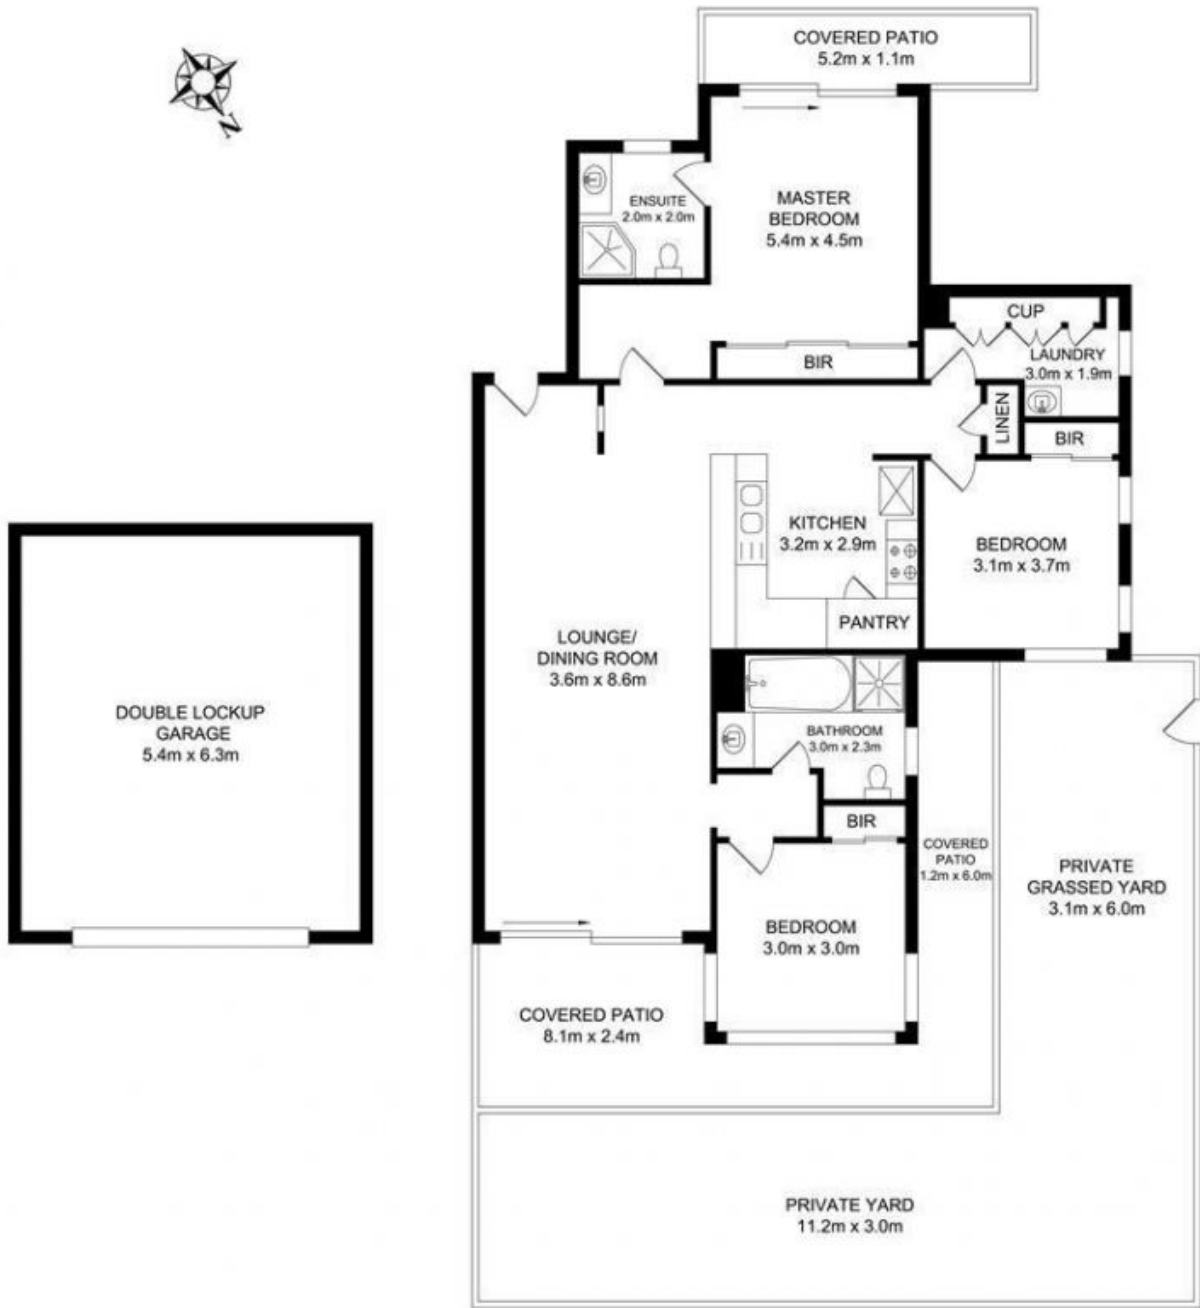 COVERED PATIO
5.2m x 1.1m
N
ENSUITE
2.0m x 2.0m
MASTER
BEDROOM
5.4m x 4.5m
CUP
LAUNDRY
3.0m x 1.9m
BIR
LINEN
BIR
KITCHEN
3.2m x 2.9m
BEDROOM
3.1m x 3.7m
PANTRY
LOUNGE/
DINING ROOM
3.6m x 8.6m
DOUBLE LOCKUP
GARAGE
5.4m x 6.3m
BATHROOM
3.0m x 2.3m
BIR
COVERED
PATIO
1.2m x 6.0m
PRIVATE
GRASSED YARD
3.1m x 6.0m
BEDROOM
3.0m x 3.0m
COVERED PATIO
8.1m x 2.4m
PRIVATE YARD
11.2m x 3.0m